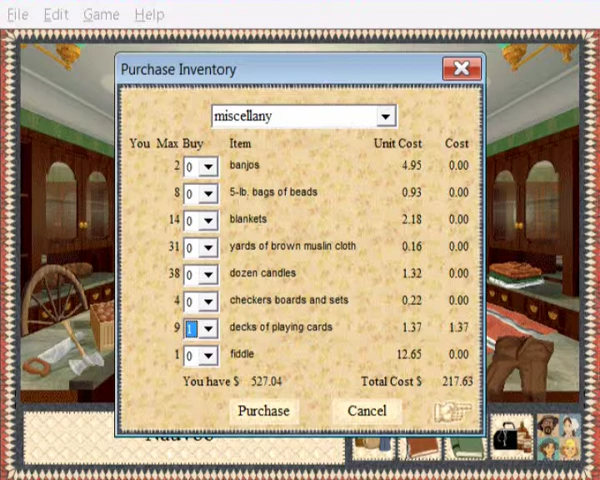 File Edit Game Help
Purchase Inventory
miscellany
You Max Buy Item Unit Cost Cost
2 0 banjos 4.95 0.00
8 0 5-lb. bags of beads 0.93 0.00
14 0 blankets 2.18 0.00
31 0 yards of brown muslin cloth 0.16 0.00
38 0 dozen candles 1.32 0.00
4 0 checkers boards and sets 0.22 0.00
9 1 decks of playing cards 1.37 1.37
1 0 fiddle 12.65 0.00
You have $ 527.04 Total Cost $ 217.63
Purchase Cancel
Nauvoo